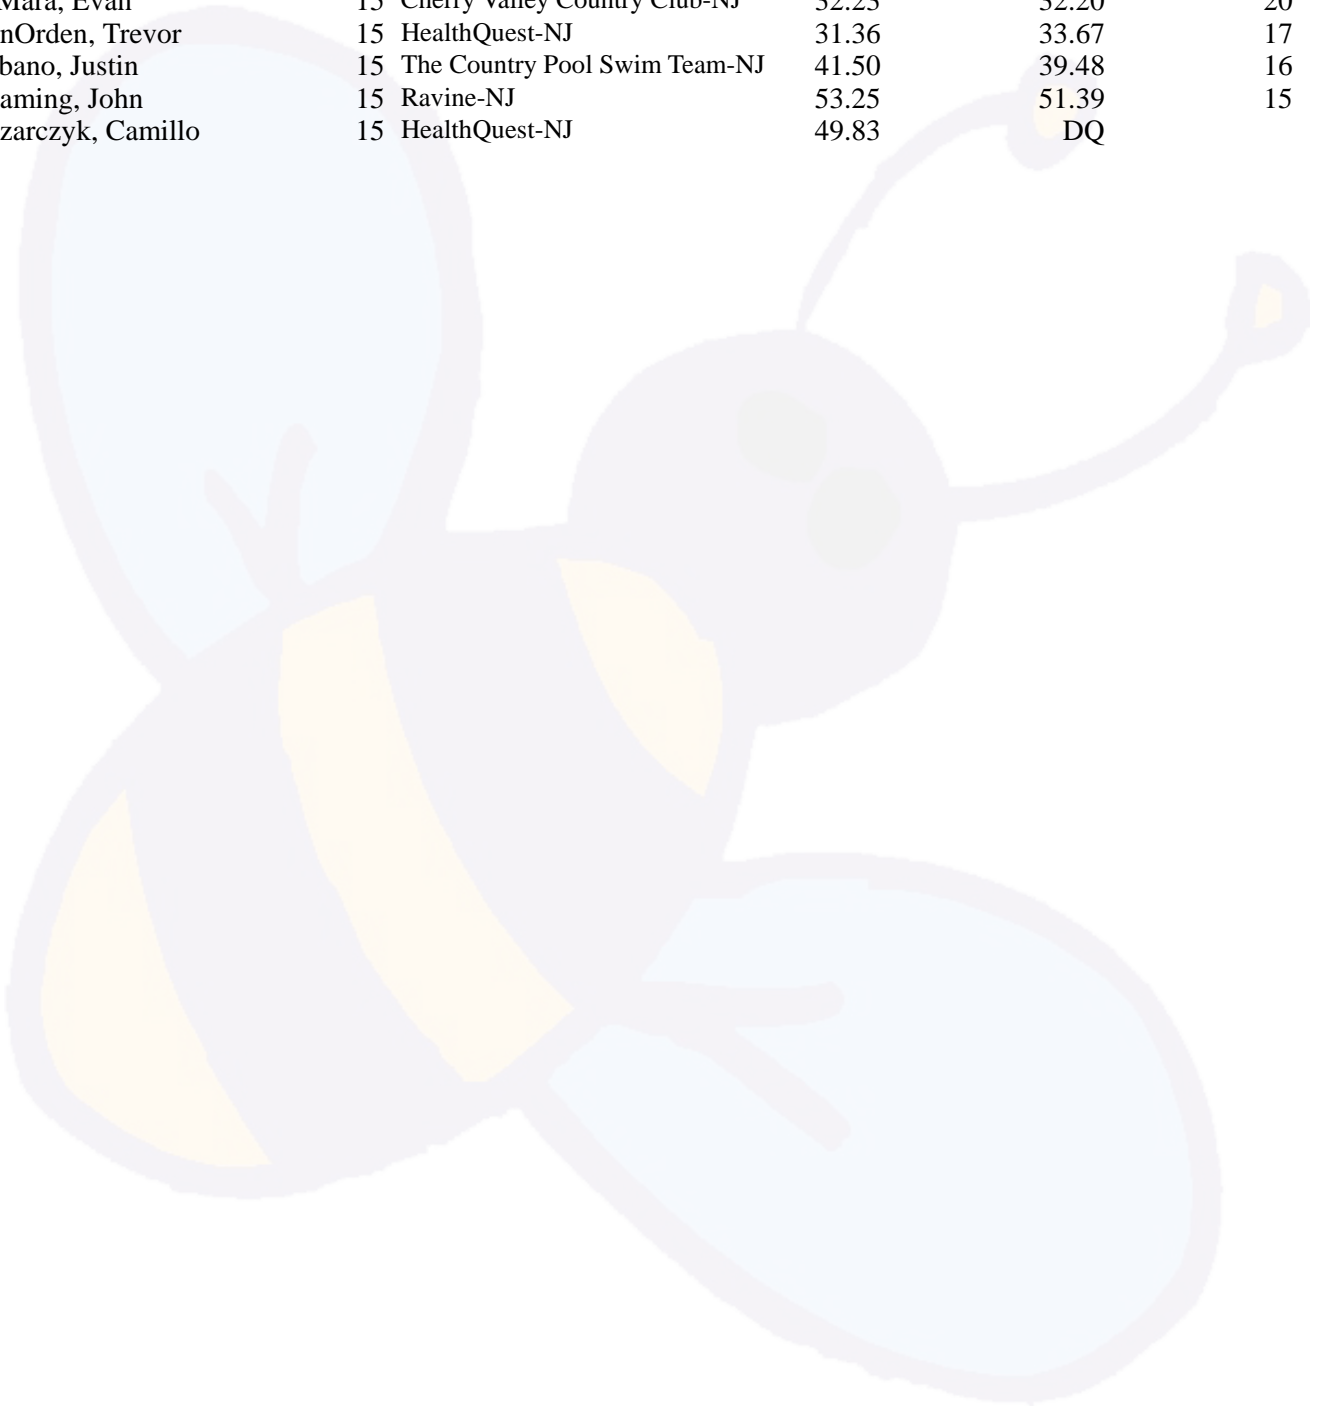 Mara, Evan 15 Cherry Valley Country Club-NJ 32.23 32.20 20
nOrden, Trevor 15 HealthQuest-NJ 31.36 33.67 17
bano, Justin 15 The Country Pool Swim Team-NJ 41.50 39.48 16
aming, John 15 Ravine-NJ 53.25 51.39 15
zarczyk, Camillo 15 HealthQuest-NJ 49.83 DQ